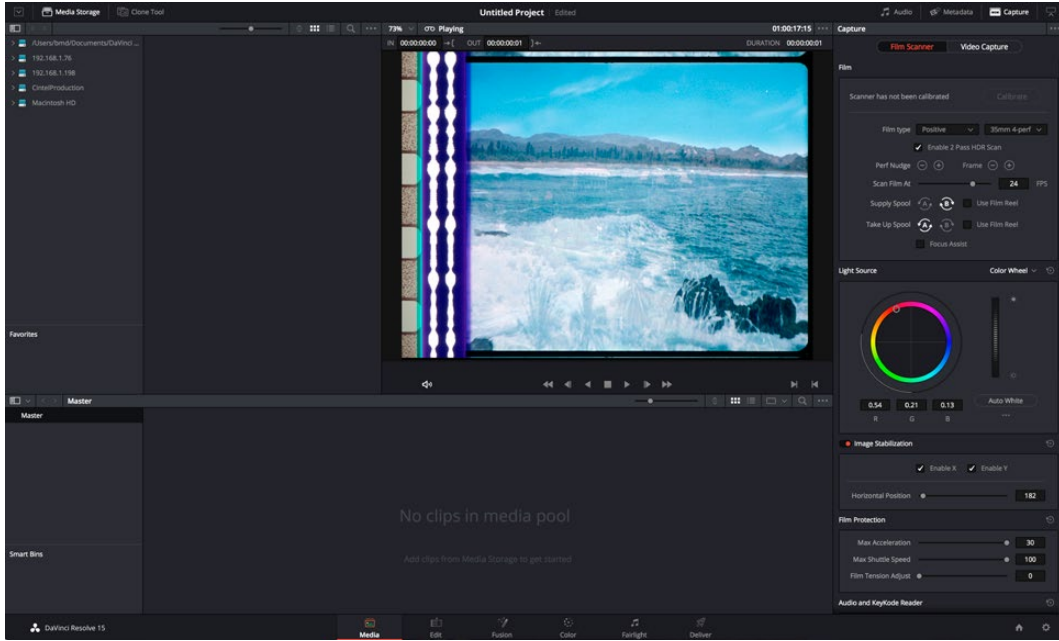 Media Storage Clone Tool Untitled Project Edited Audio Metadata Capture
73% Playing 01:00:17:15 Capture
IN 00:00:00:00 OUT 00:00:00:01 DURATION 00:00:00:01
/Users/bmd/Documents/DaVinci ...
192.168.1.76
192.168.1.198
CintelProduction
Macintosh HD
Favorites
Film Scanner Video Capture
Film
Scanner has not been calibrated Calibrate
Film type Positive 35mm 4-perf
Enable 2 Pass HDR Scan
Perf Nudge Frame
Scan Film At 24 FPS
Supply Spool A B Use Film Reel
Take Up Spool A B Use Film Reel
Focus Assist
Light Source Color Wheel
0.54 0.21 0.13 Auto White
R G B
Image Stabilization
Enable X Enable Y
Horizontal Position 182
Film Protection
Max Acceleration 30
Max Shuttle Speed 100
Film Tension Adjust 0
Audio and KeyKode Reader
Master
Master
No clips in media pool
Add clips from Media Storage to get started
Smart Bins
DaVinci Resolve 15 Media Edit Fusion Color Fairlight Deliver